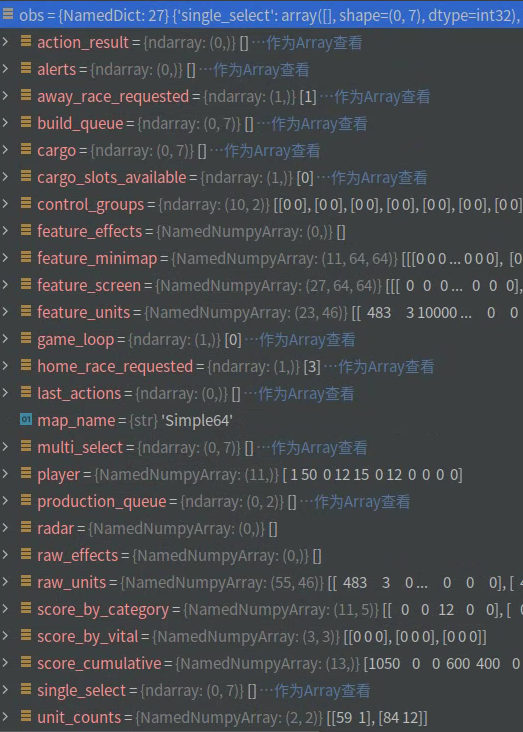 obs = {NamedDict: 27} {'single_select': array([], shape=(0, 7), dtype=int32),
action_result = {ndarray: (0,)} [] ...作为Array查看
alerts = {ndarray: (0,)} [] ...作为Array查看
away_race_requested = {ndarray: (1,)} [1] ...作为Array查看
build_queue = {ndarray: (0, 7)} [] ...作为Array查看
cargo = {ndarray: (0, 7)} [] ...作为Array查看
cargo_slots_available = {ndarray: (1,)} [0] ...作为Array查看
control_groups = {ndarray: (10, 2)} [[0 0], [0 0], [0 0], [0 0], [0 0], [0 0], [0 0]
feature_effects = {NamedNumpyArray: (0,)} []
feature_minimap = {NamedNumpyArray: (11, 64, 64)} [[[0 0 0 ... 0 0 0], [0
feature_screen = {NamedNumpyArray: (27, 64, 64)} [[[ 0 0 0 ... 0 0 0],
feature_units = {NamedNumpyArray: (23, 46)} [[ 483 3 10000 ... 0 0
game_loop = {ndarray: (1,)} [0] ...作为Array查看
home_race_requested = {ndarray: (1,)} [3] ...作为Array查看
last_actions = {ndarray: (0,)} [] ...作为Array查看
01 map_name = {str} 'Simple64'
multi_select = {ndarray: (0, 7)} [] ...作为Array查看
player = {NamedNumpyArray: (11,)} [ 1 50 0 12 15 0 12 0 0 0 0]
production_queue = {ndarray: (0, 2)} [] ...作为Array查看
radar = {NamedNumpyArray: (0,)} []
raw_effects = {NamedNumpyArray: (0,)} []
raw_units = {NamedNumpyArray: (55, 46)} [[ 483 3 0 ... 0 0 0], [ 4
score_by_category = {NamedNumpyArray: (11, 5)} [[ 0 0 12 0 0], [ 0
score_by_vital = {NamedNumpyArray: (3, 3)} [[0 0 0], [0 0 0], [0 0 0]]
score_cumulative = {NamedNumpyArray: (13,)} [1050 0 0 600 400 0
single_select = {ndarray: (0, 7)} [] ...作为Array查看
unit_counts = {NamedNumpyArray: (2, 2)} [[59 1], [84 12]]